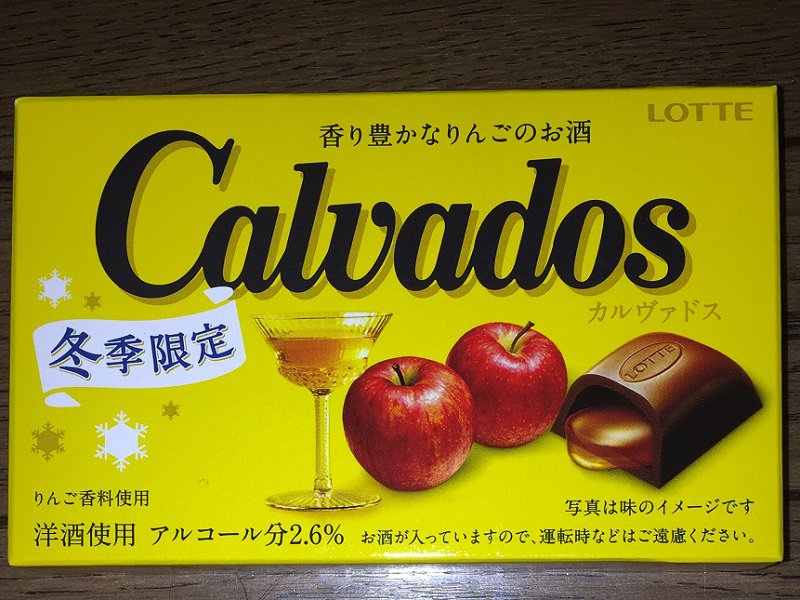 LOTTE
香り豊かなりんごのお酒
Calvados
カルヴァドス
冬季限定
LOTTE
りんご香料使用
写真は味のイメージです
洋酒使用 アルコール分2.6% お酒が入っていますので、運転時などはご遠慮ください。